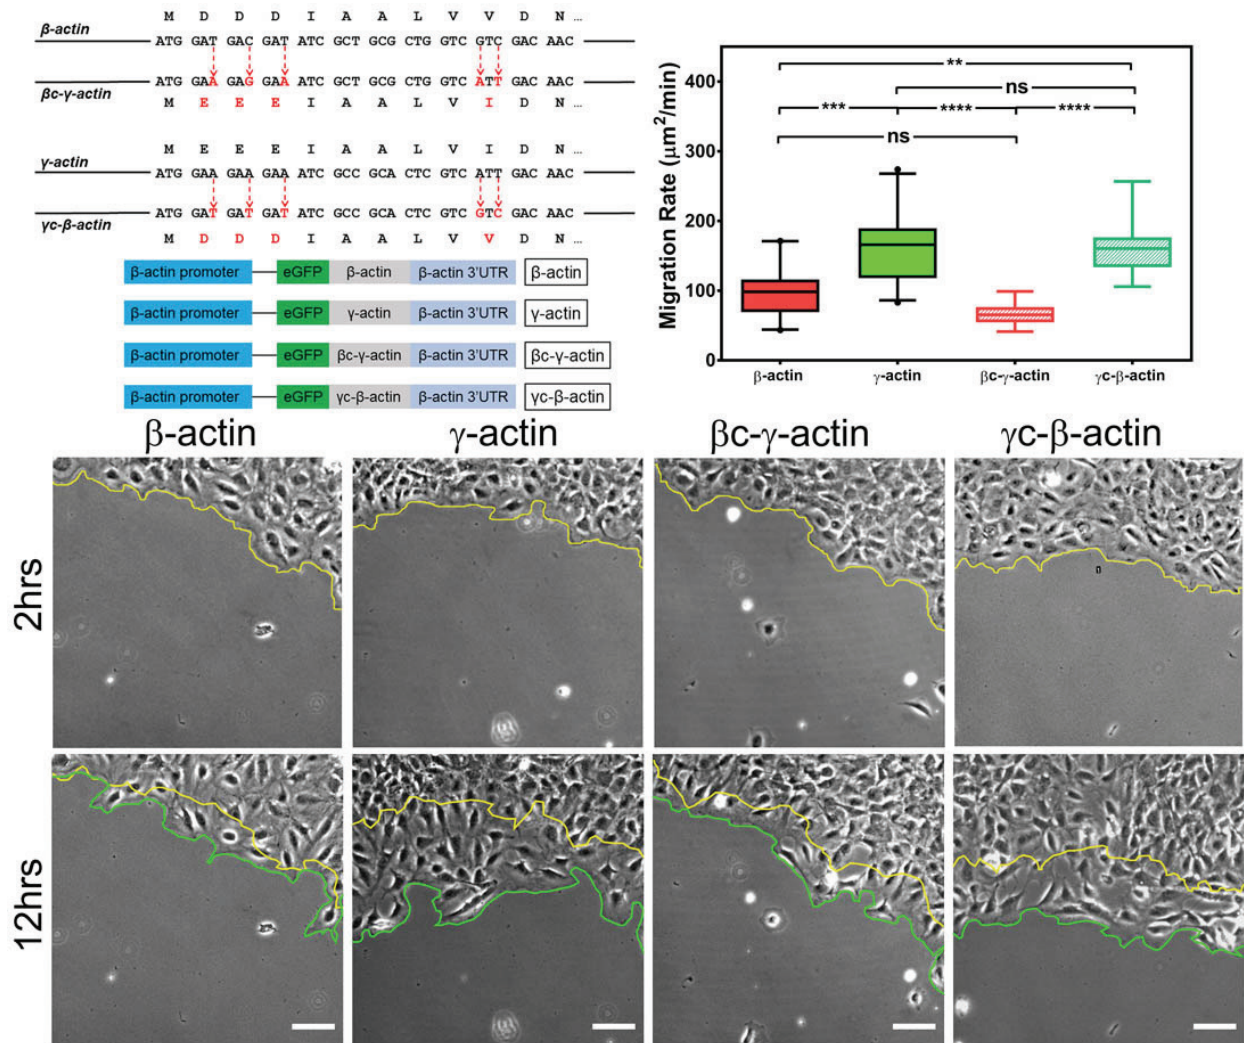 M D D D I A A L V V D N ...
β-actin
ATG GAT GAC GAT ATC GCT GCG CTG GTC GTC GAC AAC
ATG GAA GAG GAA ATC GCT GCG CTG GTC ATT GAC AAC
βc-γ-actin
M E E E I A A L V I D N ...
M E E E I A A L V I D N ...
γ-actin
ATG GAA GAA GAA ATC GCC GCA CTC GTC ATT GAC AAC
ATG GAT GAT GAT ATC GCC GCA CTC GTC GTC GAC AAC
γc-β-actin
M D D D I A A L V V D N ...
β-actin promoter eGFP β-actin β-actin 3'UTR β-actin
β-actin promoter eGFP γ-actin β-actin 3'UTR γ-actin
β-actin promoter eGFP βc-γ-actin β-actin 3'UTR βc-γ-actin
β-actin promoter eGFP γc-β-actin β-actin 3'UTR γc-β-actin
Migration Rate (μm²/min)
400
300
200
100
0
**
ns
*** **** ****
ns
β-actin γ-actin βc-γ-actin γc-β-actin
β-actin γ-actin βc-γ-actin γc-β-actin
2hrs
12hrs